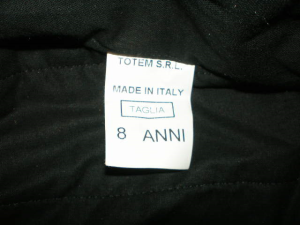 TOTEM S.R.L.
MADE IN ITALY
TAGLIA
8 ANNI